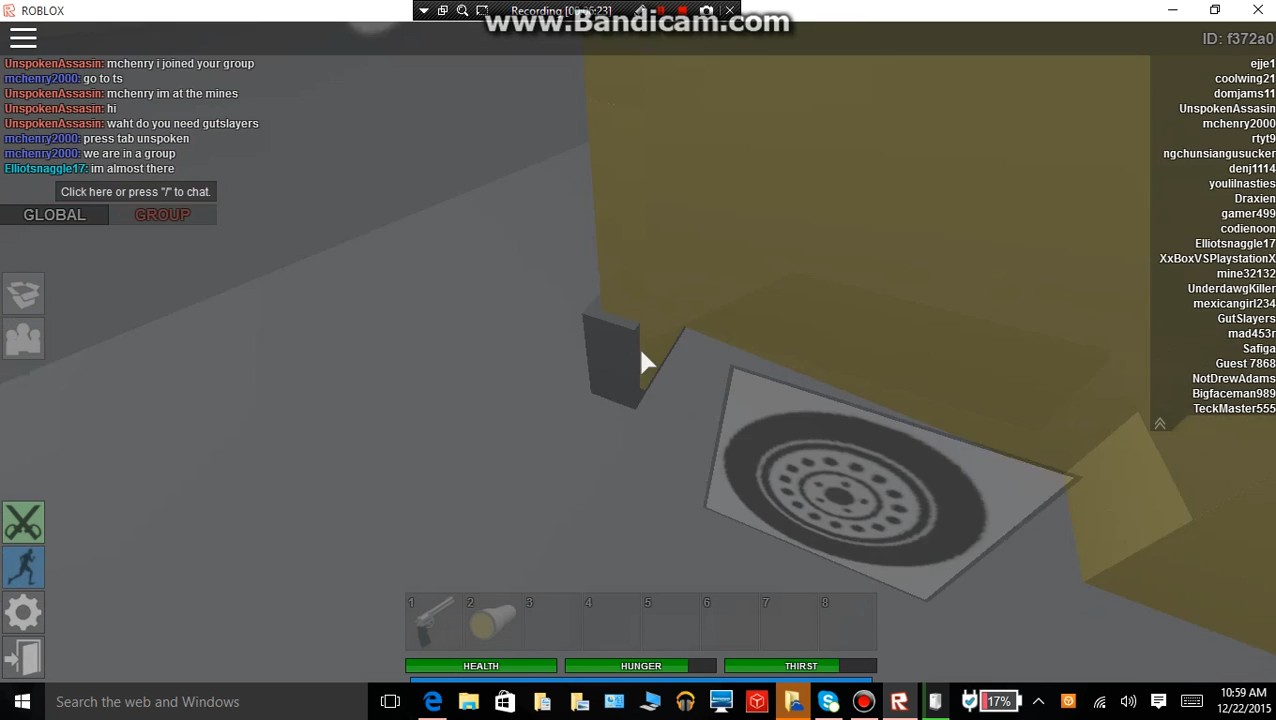 ROBLOX
Recording
www.Bandicam.com
ID: f372a0
UnspokenAssasin: mchenry i joined your group
mchenry2000: go to ts
UnspokenAssasin: mchenry im at the mines
UnspokenAssasin: hi
UnspokenAssasin: waht do you need gutslayers
mchenry2000: press tab unspoken
mchenry2000: we are in a group
Elliotsnaggle17: im almost there
Click here or press "/" to chat.
GLOBAL GROUP
ejje1
coolwing21
domjams11
UnspokenAssasin
mchenry2000
rtyt9
ngchunsiangusucker
denj1114
youlilnasties
Draxien
gamer499
codienoon
Elliotsnaggle17
XxBoxVSPlaystationX
mine32132
UnderdawgKiller
mexicangirl234
GutSlayers
mad453r
Safiga
Guest 7868
NotDrewAdams
Bigfaceman989
TeckMaster555
1 2 3 4 5 6 7 8
HEALTH HUNGER THIRST
Search the web and Windows
17%
10:59 AM
12/22/2015